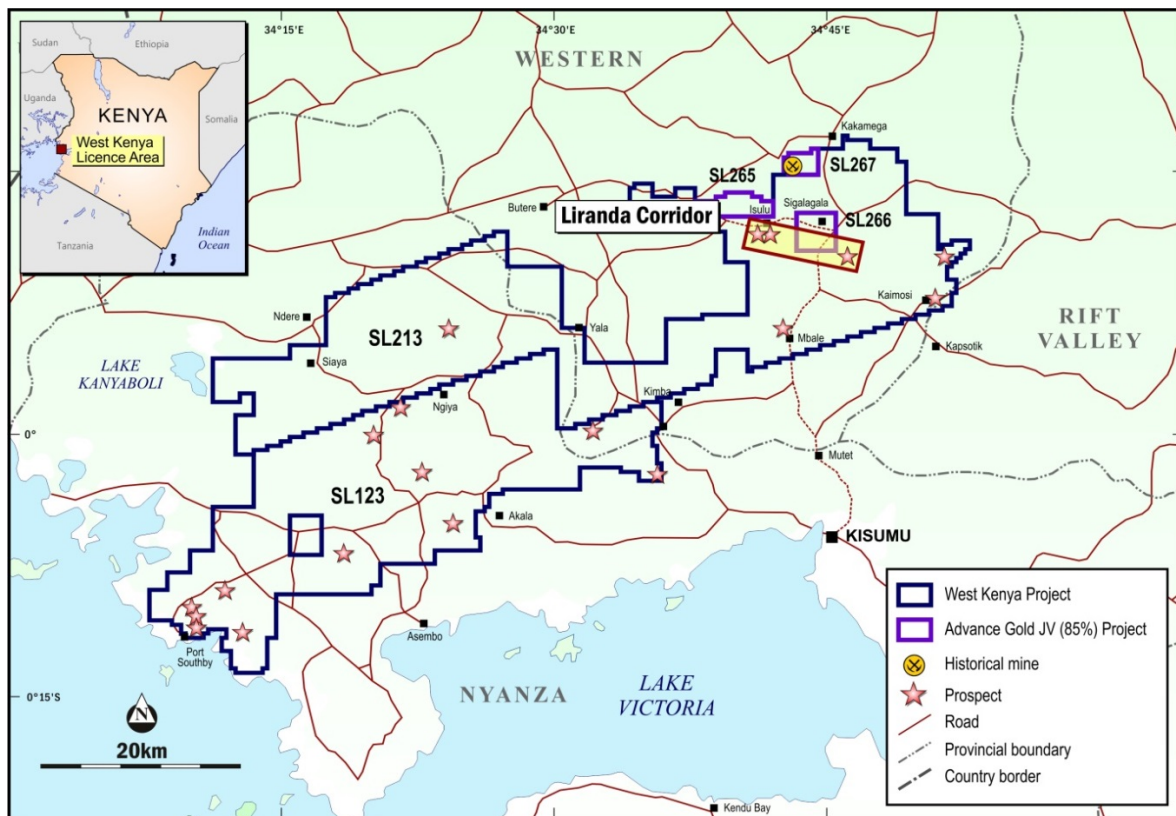 34°15'E
34°30'E
34°45'E
Sudan
Ethiopia
Uganda
KENYA
Somalia
West Kenya
Licence Area
Tanzania
Indian
Ocean
WESTERN
Kakamega
SL265
SL267
Butere
Isulu
Sigalagala
SL266
Liranda Corridor
Kaimosi
RIFT
VALLEY
Ndere
SL213
Yala
Mbale
Kapsotik
LAKE
KANYABOLI
Siaya
Ngiya
Kimba
0°
Mutet
SL123
Akala
KISUMU
Port
Southby
Asembo
0°15'S
NYANZA
LAKE
VICTORIA
N
20km
Kendu Bay
West Kenya Project
Advance Gold JV (85%) Project
Historical mine
Prospect
Road
Provincial boundary
Country border